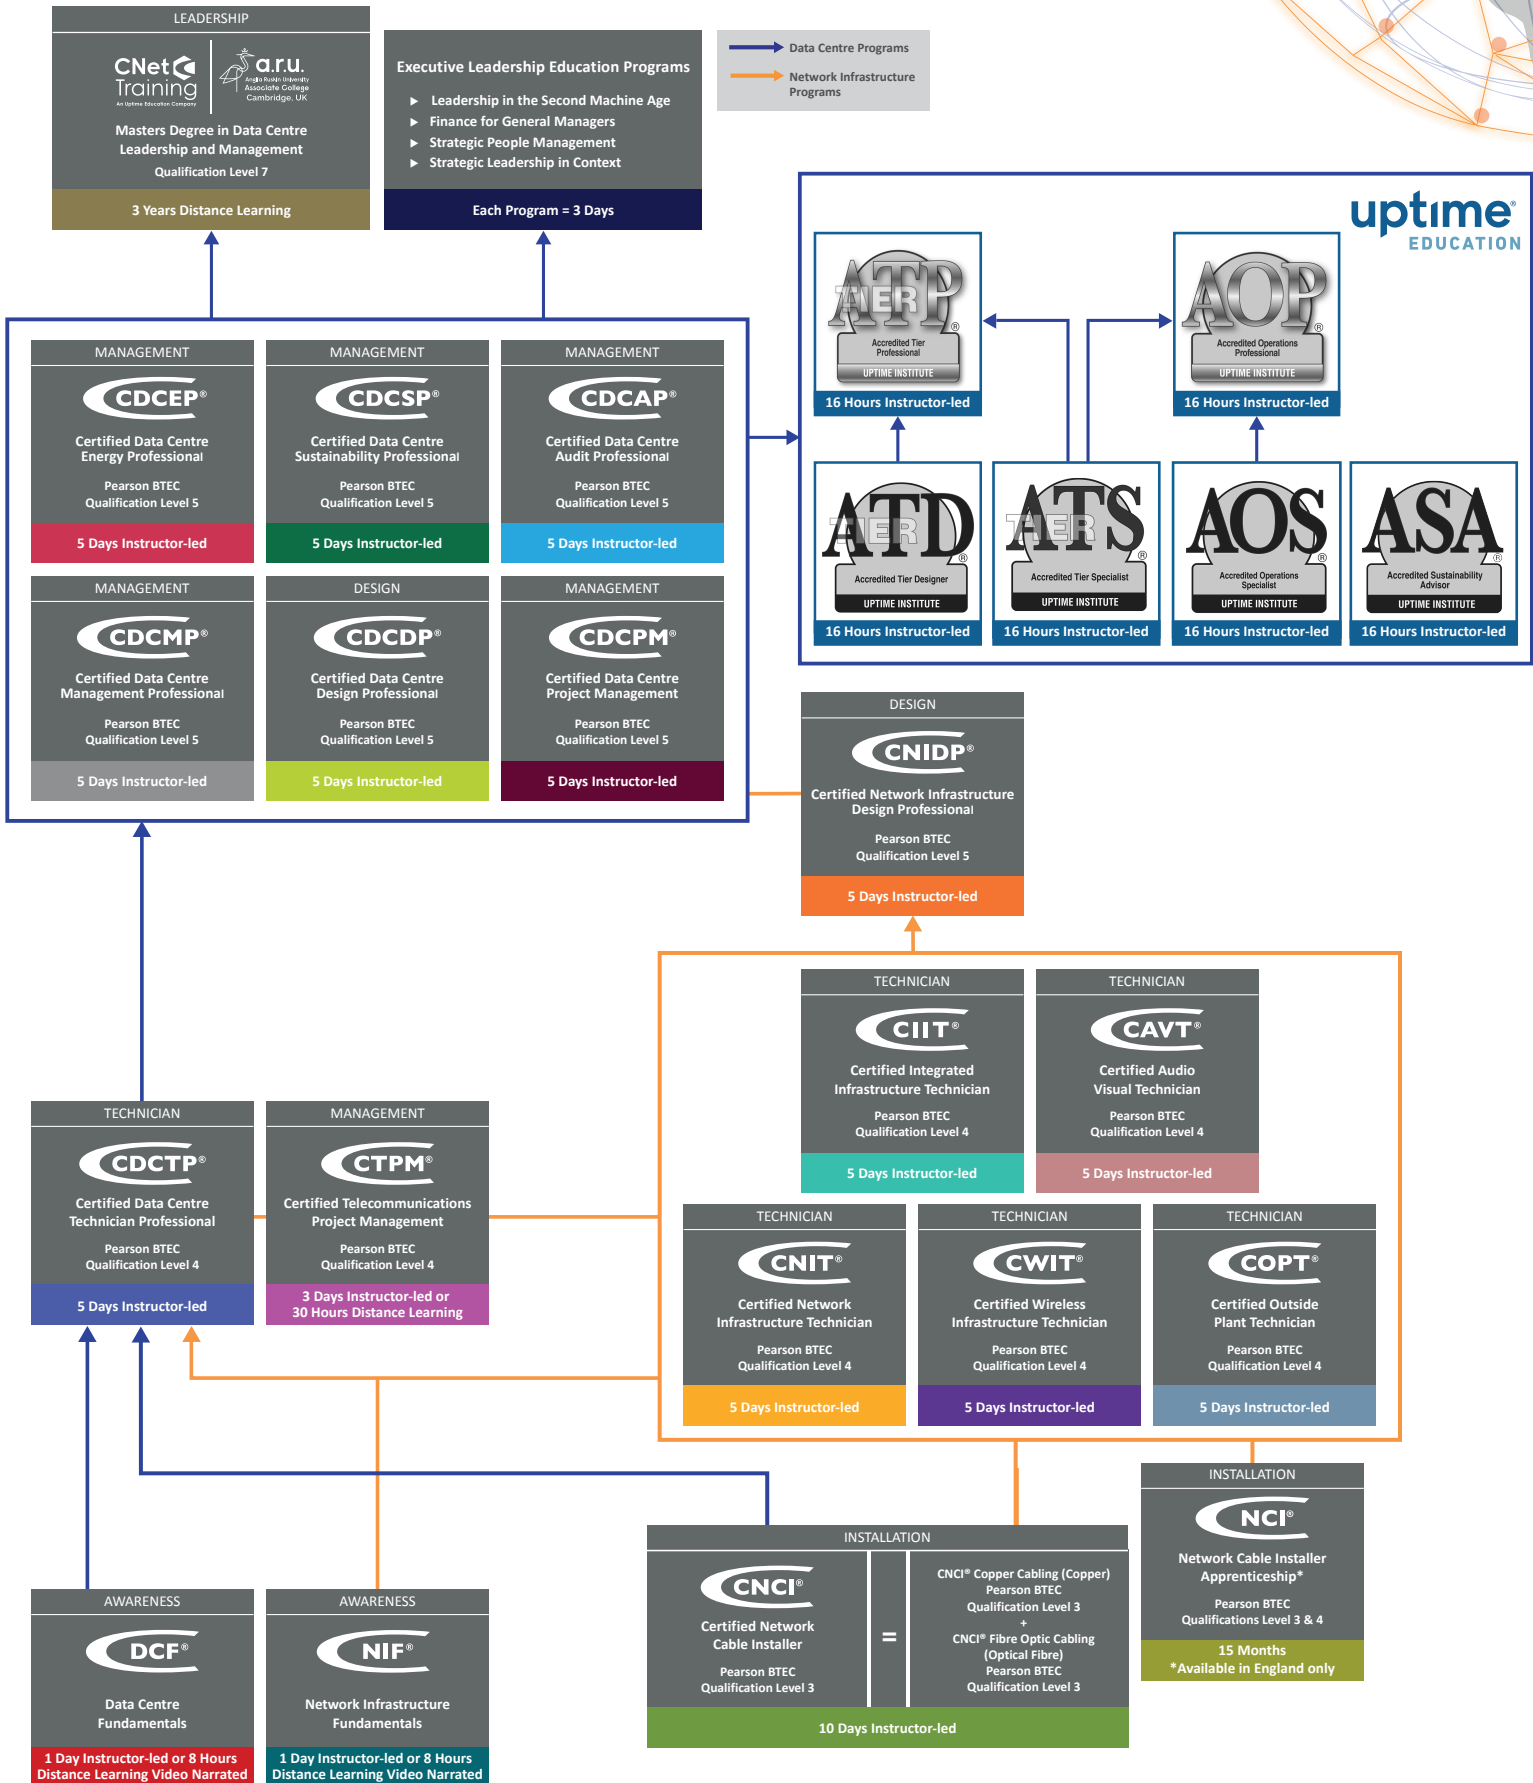 LEADERSHIP
CNet
Training
An Uptime Education Company
a.r.u.
Anglia Ruskin University
Associate College
Cambridge, UK
Masters Degree in Data Centre
Leadership and Management
Qualification Level 7
3 Years Distance Learning
Executive Leadership Education Programs
Leadership in the Second Machine Age
Finance for General Managers
Strategic People Management
Strategic Leadership in Context
Each Program = 3 Days
Data Centre Programs
Network Infrastructure
Programs
uptime®
EDUCATION
ATP
TIER
®
Accredited Tier
Professional
UPTIME INSTITUTE
16 Hours Instructor-led
AOP
®
Accredited Operations
Professional
UPTIME INSTITUTE
16 Hours Instructor-led
ATD
TIER
®
Accredited Tier Designer
UPTIME INSTITUTE
16 Hours Instructor-led
ATS
TIER
®
Accredited Tier Specialist
UPTIME INSTITUTE
16 Hours Instructor-led
AOS
®
Accredited Operations
Specialist
UPTIME INSTITUTE
16 Hours Instructor-led
ASA
®
Accredited Sustainability
Advisor
UPTIME INSTITUTE
16 Hours Instructor-led
MANAGEMENT
CDCEP®
Certified Data Centre
Energy Professional
Pearson BTEC
Qualification Level 5
5 Days Instructor-led
MANAGEMENT
CDCSP®
Certified Data Centre
Sustainability Professional
Pearson BTEC
Qualification Level 5
5 Days Instructor-led
MANAGEMENT
CDCAP®
Certified Data Centre
Audit Professional
Pearson BTEC
Qualification Level 5
5 Days Instructor-led
MANAGEMENT
CDCMP®
Certified Data Centre
Management Professional
Pearson BTEC
Qualification Level 5
5 Days Instructor-led
DESIGN
CDCDP®
Certified Data Centre
Design Professional
Pearson BTEC
Qualification Level 5
5 Days Instructor-led
MANAGEMENT
CDCPM®
Certified Data Centre
Project Management
Pearson BTEC
Qualification Level 5
5 Days Instructor-led
DESIGN
CNIDP®
Certified Network Infrastructure
Design Professional
Pearson BTEC
Qualification Level 5
5 Days Instructor-led
TECHNICIAN
CIIT®
Certified Integrated
Infrastructure Technician
Pearson BTEC
Qualification Level 4
5 Days Instructor-led
TECHNICIAN
CAVT®
Certified Audio
Visual Technician
Pearson BTEC
Qualification Level 4
5 Days Instructor-led
TECHNICIAN
CDCTP®
Certified Data Centre
Technician Professional
Pearson BTEC
Qualification Level 4
5 Days Instructor-led
MANAGEMENT
CTPM®
Certified Telecommunications
Project Management
Pearson BTEC
Qualification Level 4
3 Days Instructor-led or
30 Hours Distance Learning
TECHNICIAN
CNIT®
Certified Network
Infrastructure Technician
Pearson BTEC
Qualification Level 4
5 Days Instructor-led
TECHNICIAN
CWIT®
Certified Wireless
Infrastructure Technician
Pearson BTEC
Qualification Level 4
5 Days Instructor-led
TECHNICIAN
COPT®
Certified Outside
Plant Technician
Pearson BTEC
Qualification Level 4
5 Days Instructor-led
INSTALLATION
NCI®
Network Cable Installer
Apprenticeship*
Pearson BTEC
Qualifications Level 3 & 4
15 Months
*Available in England only
INSTALLATION
CNCI®
Certified Network
Cable Installer
Pearson BTEC
Qualification Level 3
=
CNCI® Copper Cabling (Copper)
Pearson BTEC
Qualification Level 3
+
CNCI® Fibre Optic Cabling
(Optical Fibre)
Pearson BTEC
Qualification Level 3
10 Days Instructor-led
AWARENESS
DCF®
Data Centre
Fundamentals
1 Day Instructor-led or 8 Hours
Distance Learning Video Narrated
AWARENESS
NIF®
Network Infrastructure
Fundamentals
1 Day Instructor-led or 8 Hours
Distance Learning Video Narrated